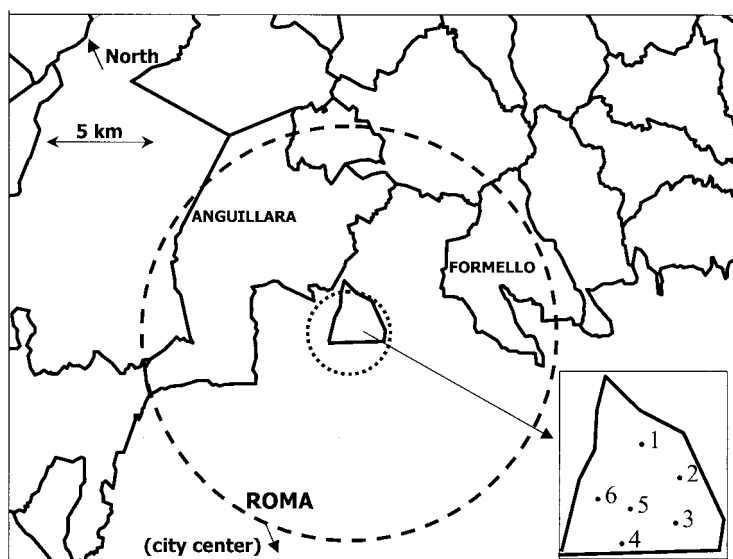 North
5 km
ANGUILLARA
FORMELLO
1
2
6
5
3
4
ROMA
(city center)